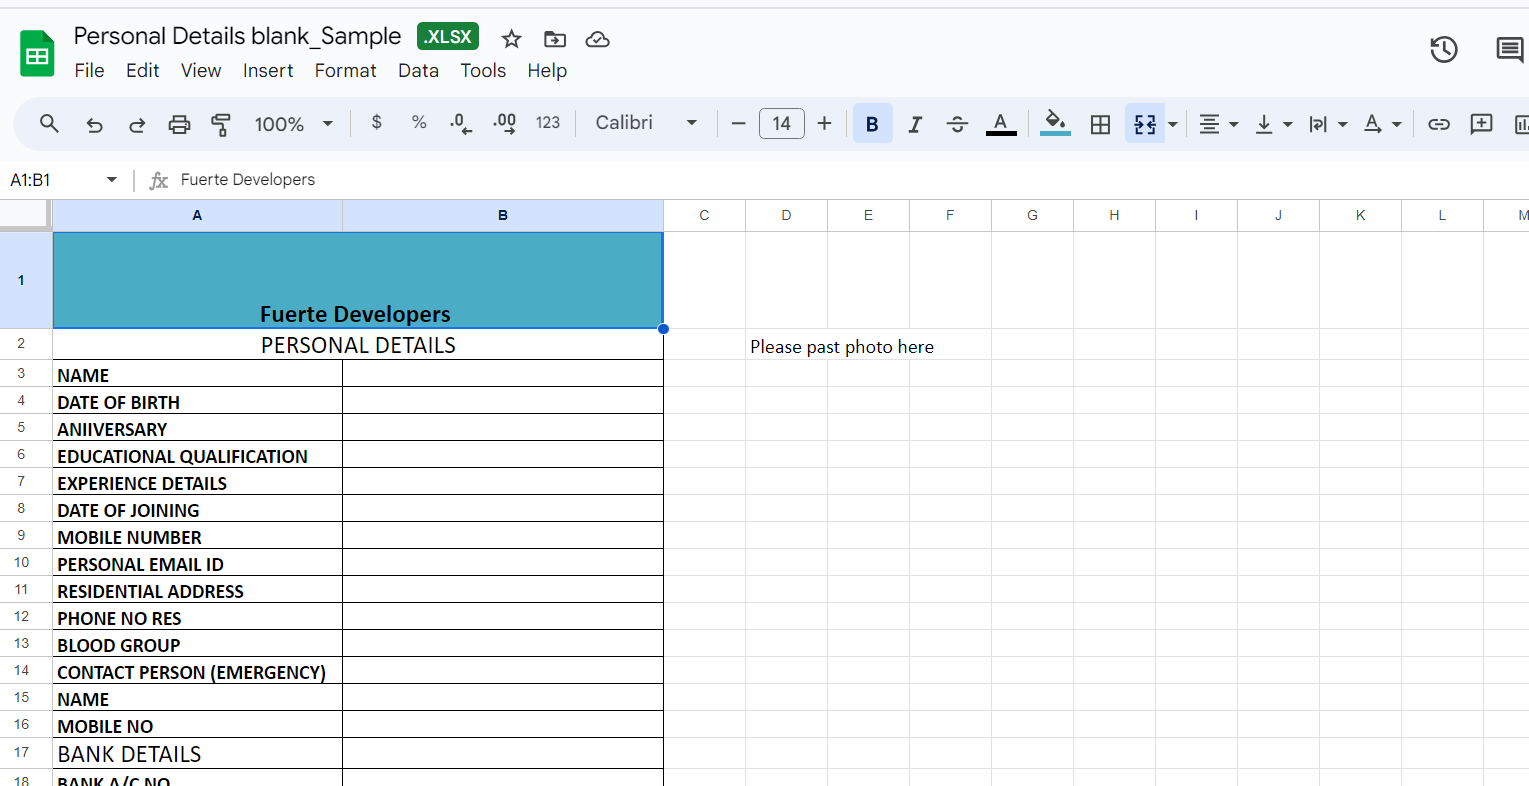 Personal Details blank_Sample .XLSX
File Edit View Insert Format Data Tools Help
100% $ % .0 .00 123 Calibri 14 B I A A
A1:B1 fx Fuerte Developers
A B C D E F G H I J K L M
1 Fuerte Developers
2 PERSONAL DETAILS Please past photo here
3 NAME
4 DATE OF BIRTH
5 ANIIVERSARY
6 EDUCATIONAL QUALIFICATION
7 EXPERIENCE DETAILS
8 DATE OF JOINING
9 MOBILE NUMBER
10 PERSONAL EMAIL ID
11 RESIDENTIAL ADDRESS
12 PHONE NO RES
13 BLOOD GROUP
14 CONTACT PERSON (EMERGENCY)
15 NAME
16 MOBILE NO
17 BANK DETAILS
18 BANK A/C NO